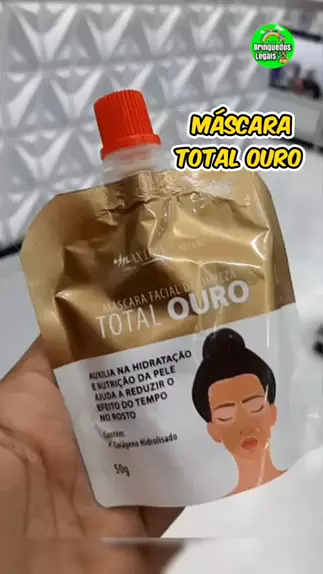 Brinquedos
Legais
MÁSCARA
TOTAL OURO
MÁSCARA FACIAL DE LIMPEZA
TOTAL OURO
AUXILIA NA HIDRATAÇÃO
E NUTRIÇÃO DA PELE
AJUDA A REDUZIR O
EFEITO DO TEMPO
NO ROSTO
Contém:
Colágeno Hidrolisado
50g